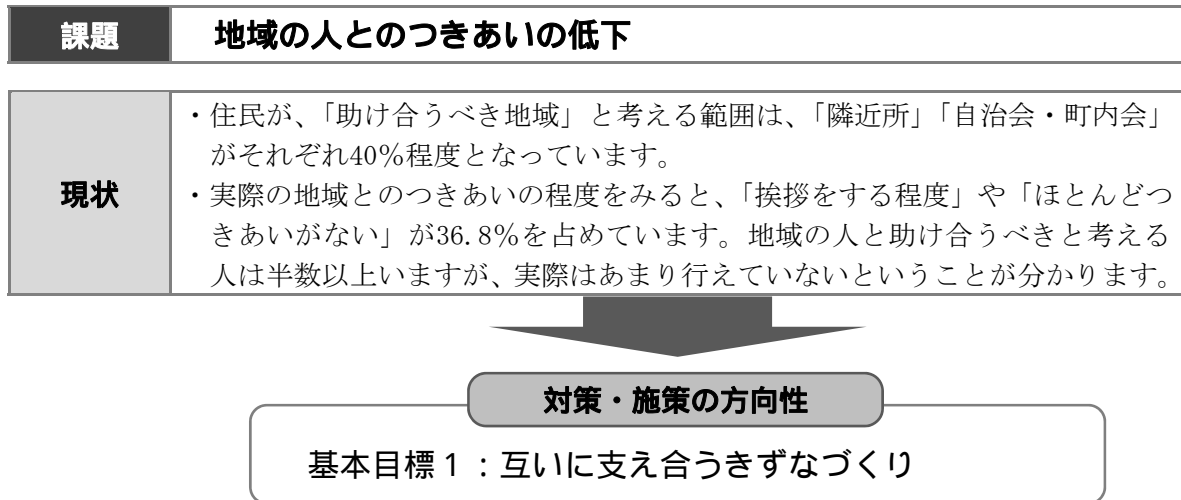 課題 地域の人とのつきあいの低下
現状
・住民が、「助け合うべき地域」と考える範囲は、「隣近所」「自治会・町内会」
がそれぞれ40％程度となっています。
・実際の地域とのつきあいの程度をみると、「挨拶をする程度」や「ほとんどつ
きあいがない」が36.8％を占めています。地域の人と助け合うべきと考える
人は半数以上いますが、実際はあまり行えていないということが分かります。
対策・施策の方向性
基本目標１：互いに支え合うきずなづくり